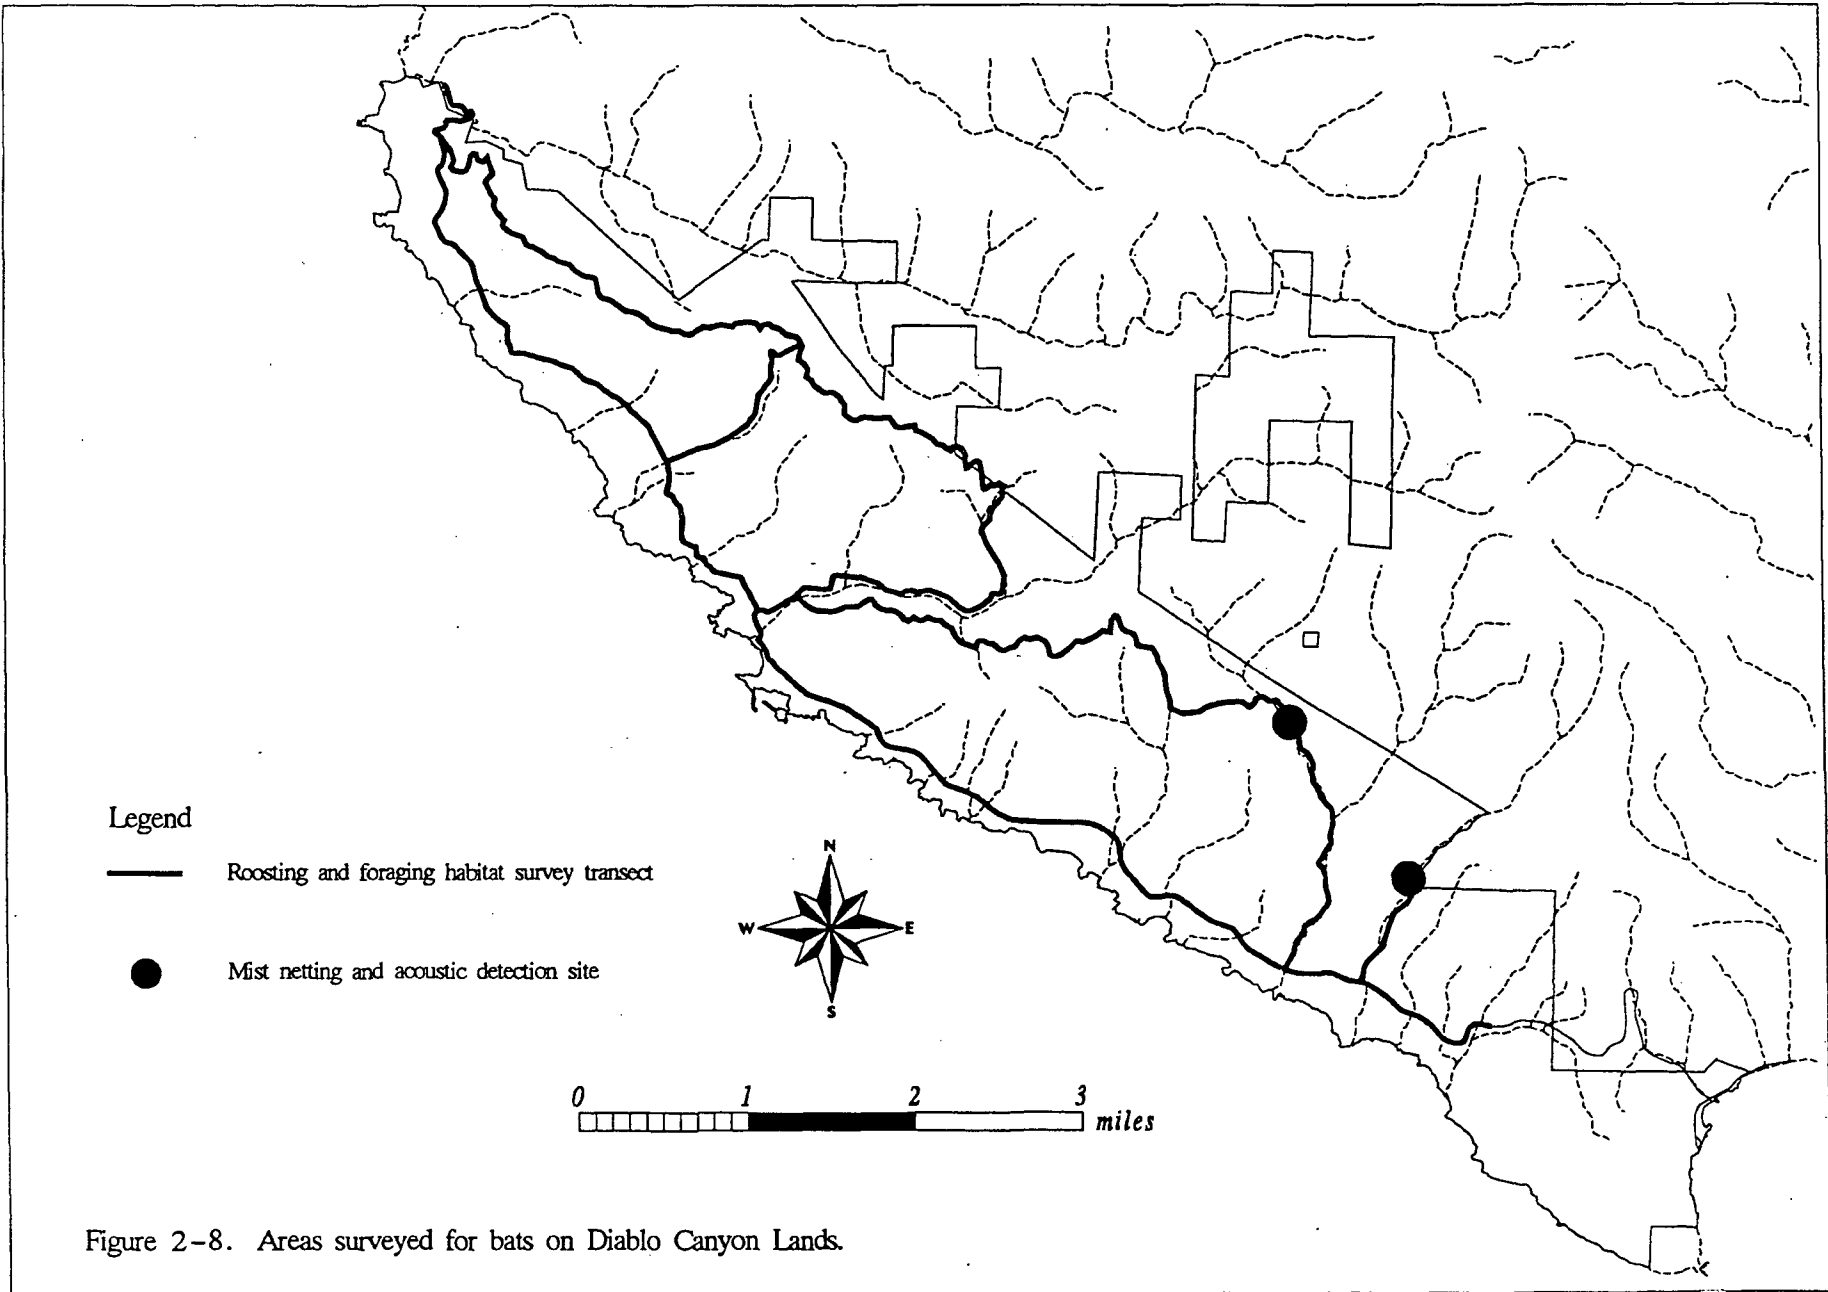 Legend
Roosting and foraging habitat survey transect
Mist netting and acoustic detection site
N
W E
S
0 1 2 3
miles
Figure 2-8. Areas surveyed for bats on Diablo Canyon Lands.